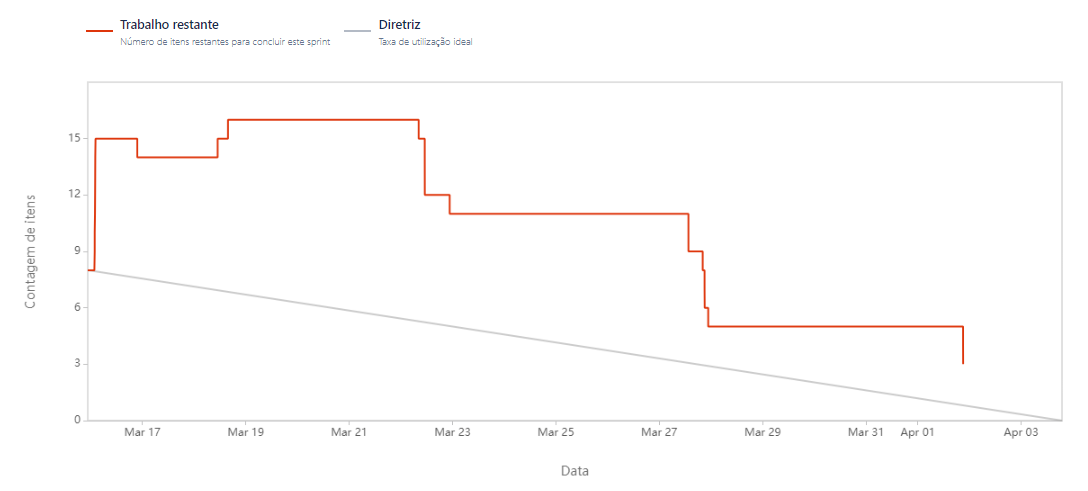 Trabalho restante
Número de itens restantes para concluir este sprint
Diretriz
Taxa de utilização ideal
Contagem de itens
15
12
9
6
3
0
Mar 17 Mar 19 Mar 21 Mar 23 Mar 25 Mar 27 Mar 29 Mar 31 Apr 01 Apr 03
Data